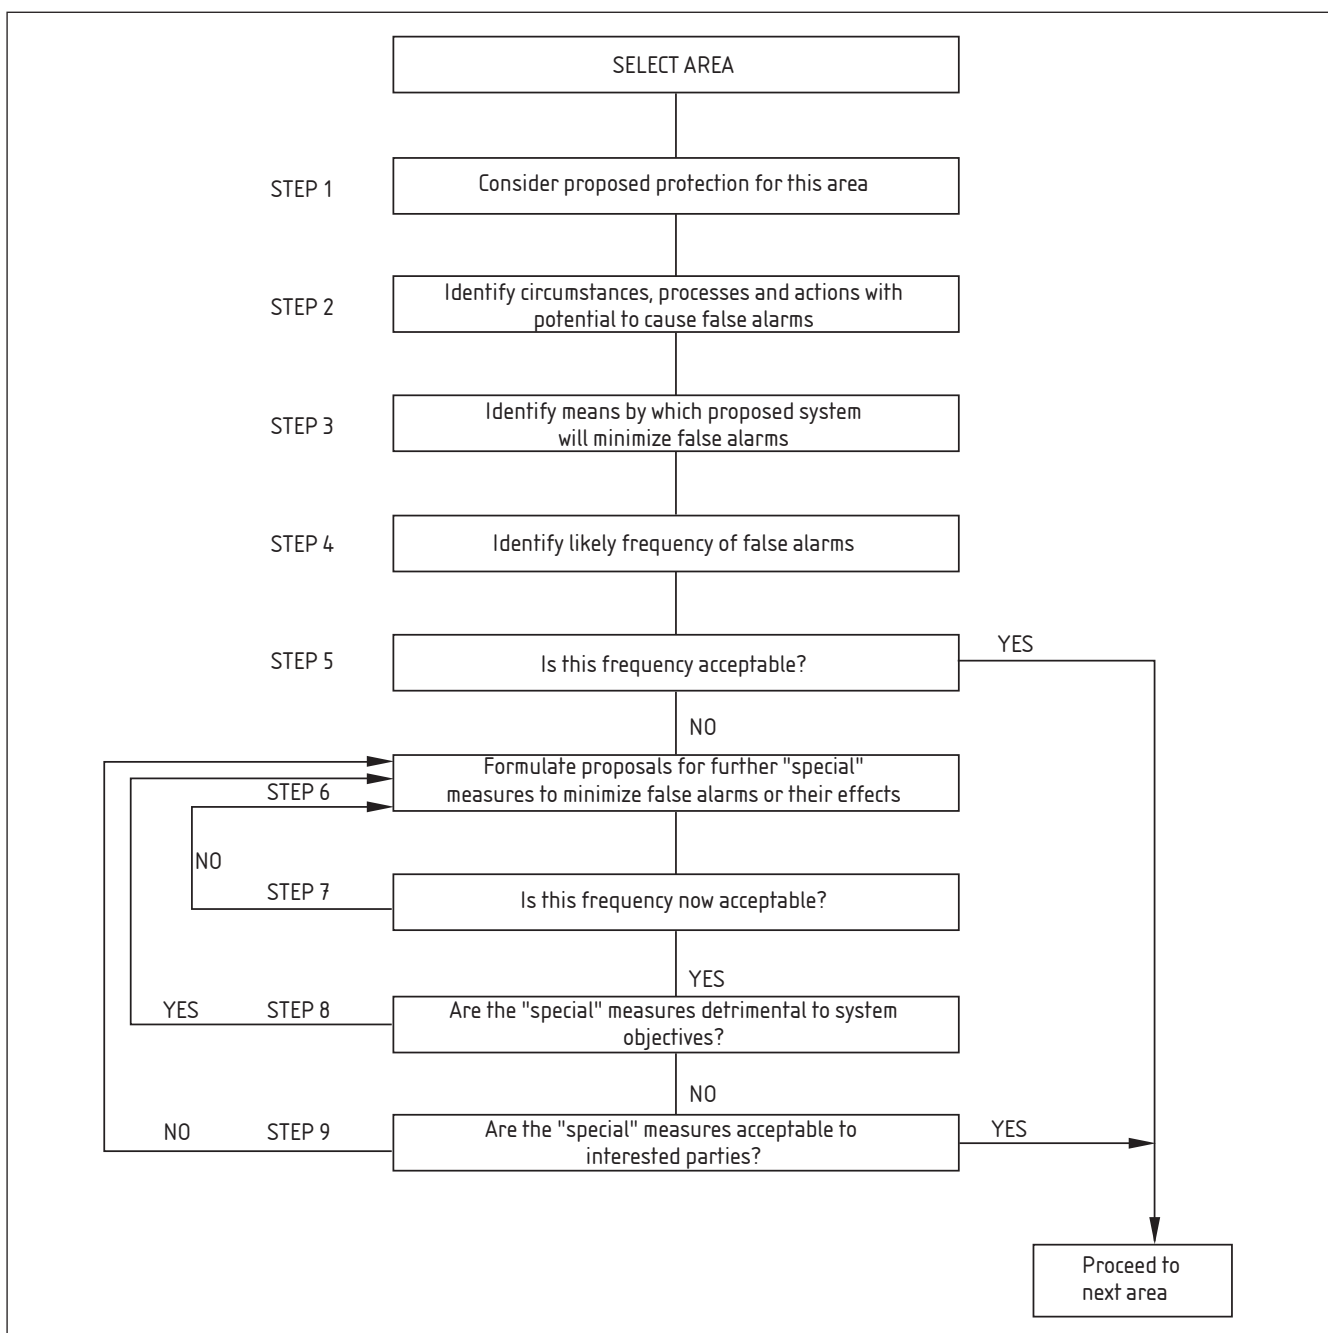 SELECT AREA
STEP 1
Consider proposed protection for this area
STEP 2
Identify circumstances, processes and actions with
potential to cause false alarms
STEP 3
Identify means by which proposed system
will minimize false alarms
STEP 4
Identify likely frequency of false alarms
STEP 5
Is this frequency acceptable?
YES
NO
STEP 6
Formulate proposals for further "special"
measures to minimize false alarms or their effects
NO
STEP 7
Is this frequency now acceptable?
YES
YES
STEP 8
Are the "special" measures detrimental to system
objectives?
NO
NO
STEP 9
Are the "special" measures acceptable to
interested parties?
YES
Proceed to
next area